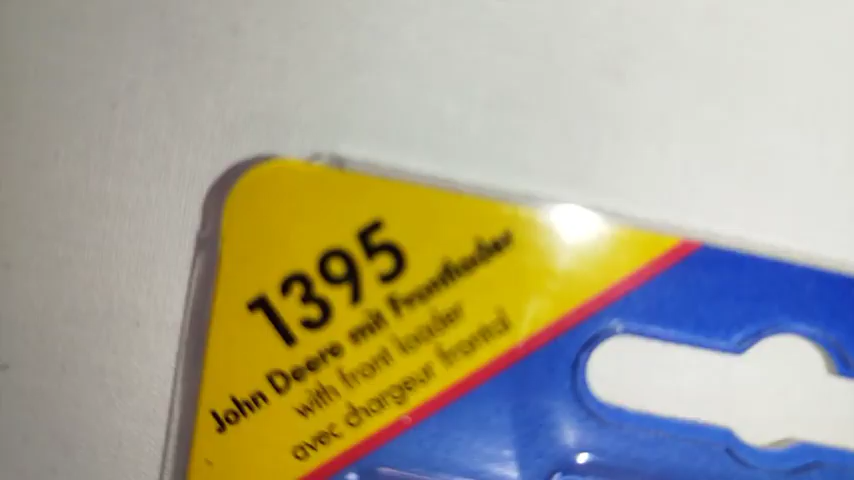 1395
John Deere mit Frontlader
with front loader
avec chargeur frontal